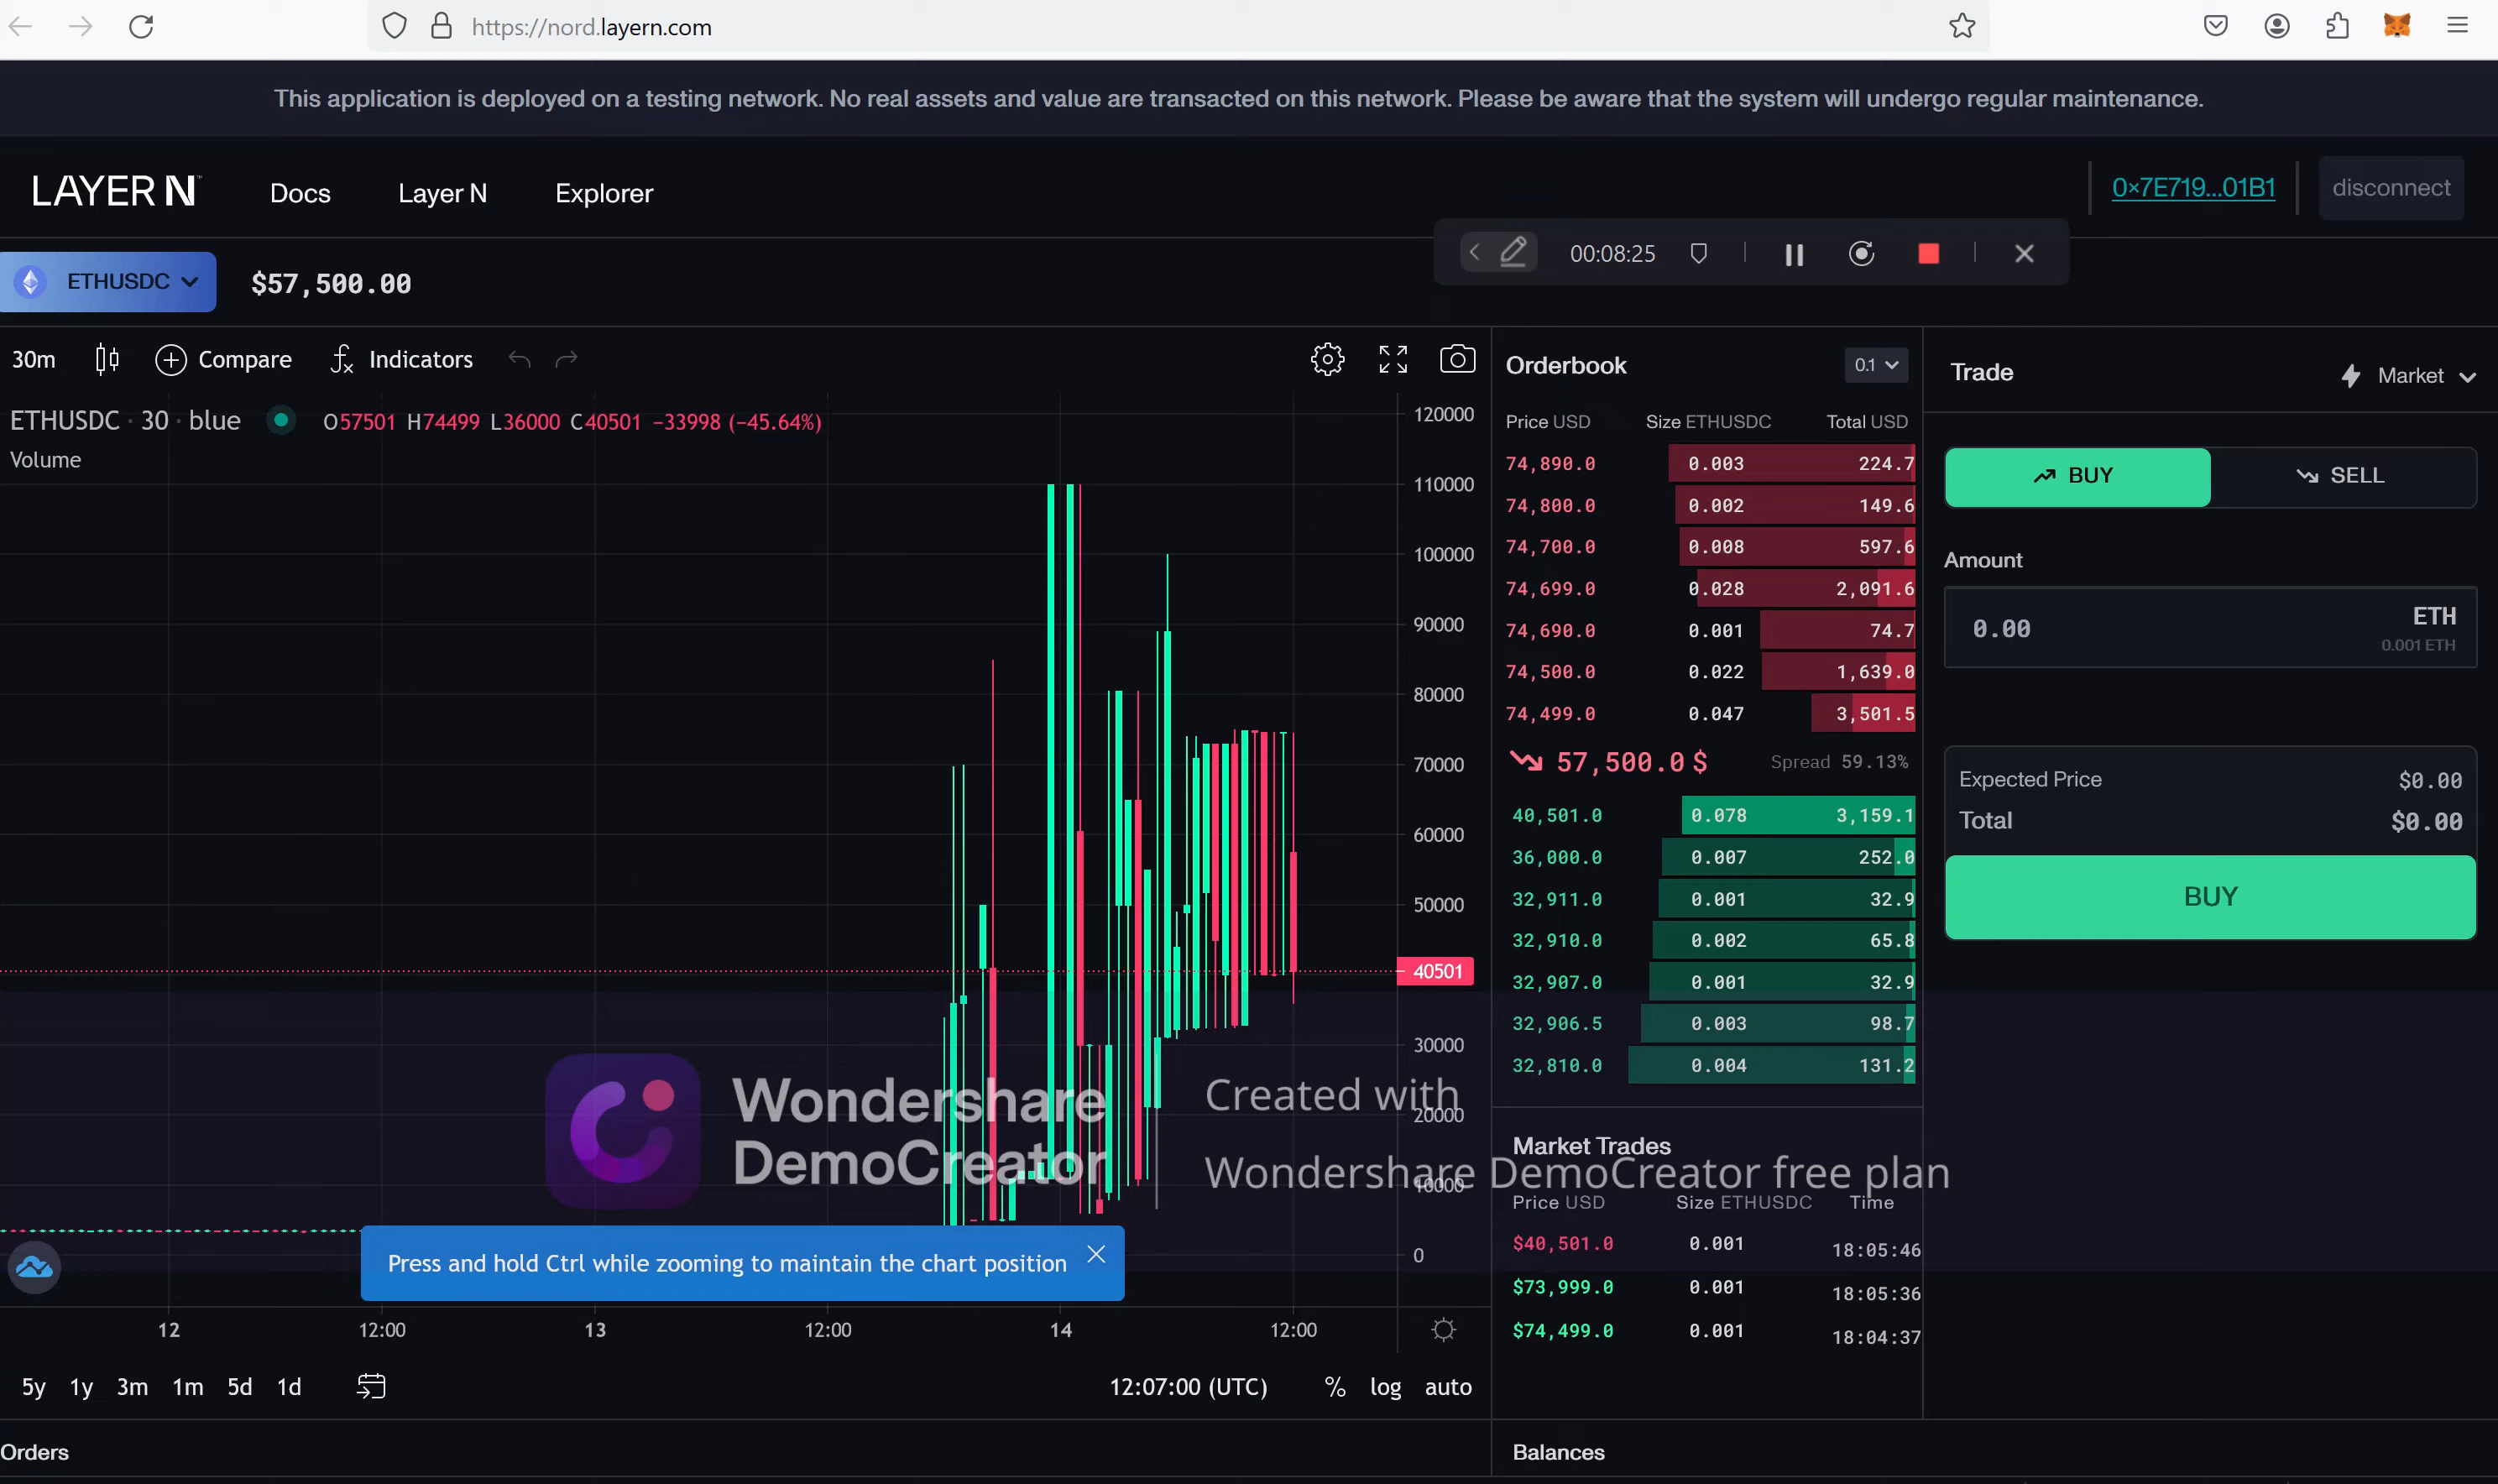 https://nord.layern.com
This application is deployed on a testing network. No real assets and value are transacted on this network. Please be aware that the system will undergo regular maintenance.
LAYER N™ Docs Layer N Explorer 0×7E719...01B1 disconnect
00:08:25
ETHUSDC $57,500.00
30m Compare Indicators
ETHUSDC · 30 · blue O57501 H74499 L36000 C40501 −33998 (−45.64%)
Volume
120000
110000
100000
90000
80000
70000
60000
50000
40501
30000
20000
10000
0
Wondershare
DemoCreator
Created with
Wondershare DemoCreator free plan
Press and hold Ctrl while zooming to maintain the chart position
12 12:00 13 12:00 14 12:00
5y 1y 3m 1m 5d 1d 12:07:00 (UTC) % log auto
Orderbook 0.1
Price USD Size ETHUSDC Total USD
74,890.0 0.003 224.7
74,800.0 0.002 149.6
74,700.0 0.008 597.6
74,699.0 0.028 2,091.6
74,690.0 0.001 74.7
74,500.0 0.022 1,639.0
74,499.0 0.047 3,501.5
57,500.0 $ Spread 59.13%
40,501.0 0.078 3,159.1
36,000.0 0.007 252.0
32,911.0 0.001 32.9
32,910.0 0.002 65.8
32,907.0 0.001 32.9
32,906.5 0.003 98.7
32,810.0 0.004 131.2
Market Trades
Price USD Size ETHUSDC Time
$40,501.0 0.001 18:05:46
$73,999.0 0.001 18:05:36
$74,499.0 0.001 18:04:37
Trade Market
BUY SELL
Amount
0.00 ETH
0.001 ETH
Expected Price $0.00
Total $0.00
BUY
Orders
Balances